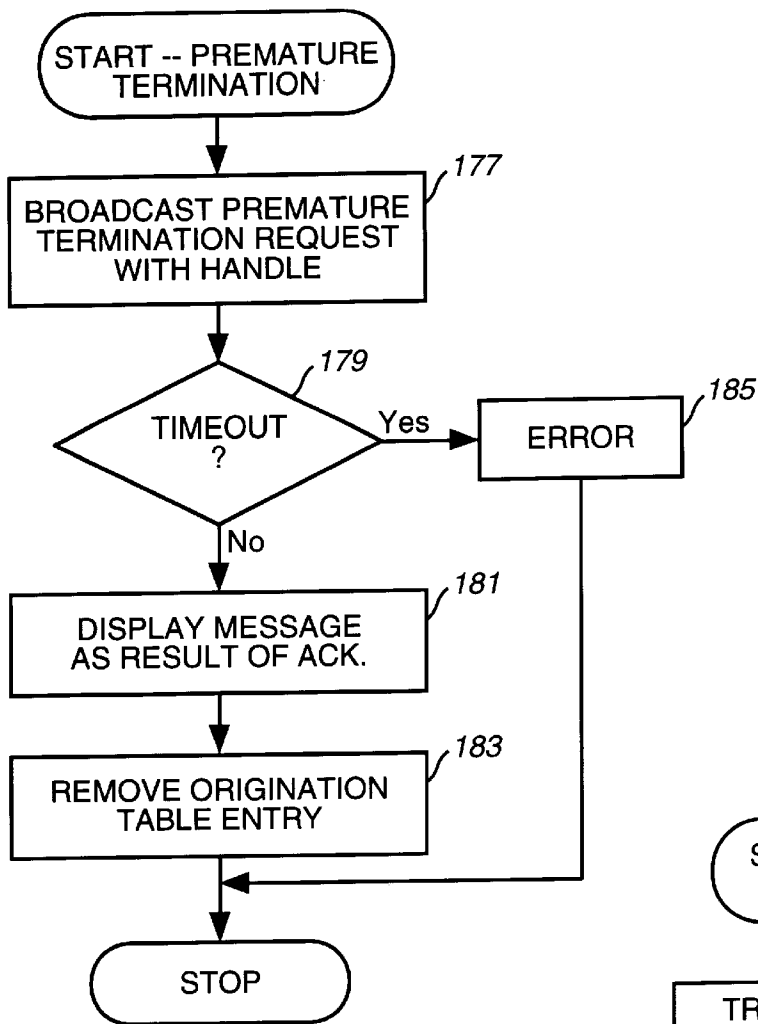 START -- PREMATURE
TERMINATION
177
BROADCAST PREMATURE
TERMINATION REQUEST
WITH HANDLE
179
TIMEOUT
?
Yes
185
ERROR
No
181
DISPLAY MESSAGE
AS RESULT OF ACK.
183
REMOVE ORIGINATION
TABLE ENTRY
STOP